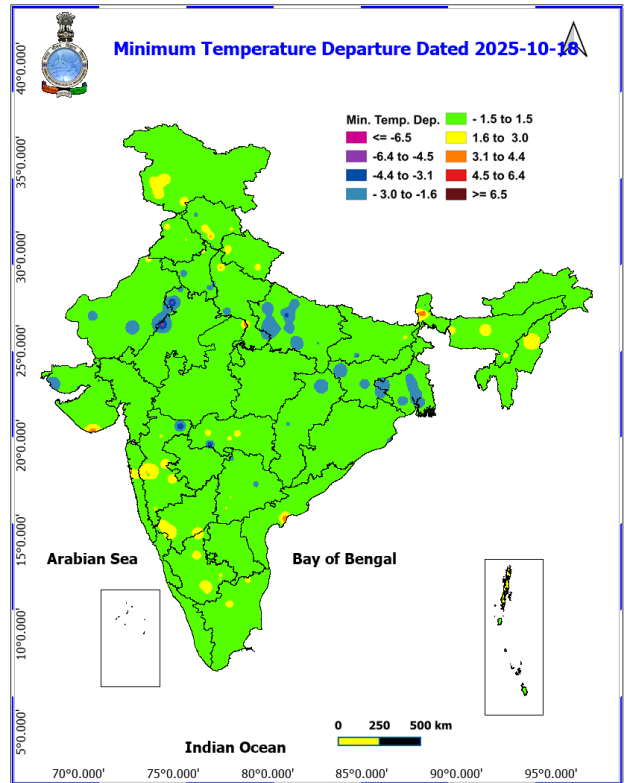 Minimum Temperature Departure Dated 2025-10-18
Min. Temp. Dep.
<= -6.5
-6.4 to -4.5
-4.4 to -3.1
- 3.0 to -1.6
- 1.5 to 1.5
1.6 to 3.0
3.1 to 4.4
4.5 to 6.4
>= 6.5
40°0.000'
35°0.000'
30°0.000'
25°0.000'
20°0.000'
15°0.000'
10°0.000'
5°0.000'
Arabian Sea
Bay of Bengal
Indian Ocean
0 250 500 km
70°0.000' 75°0.000' 80°0.000' 85°0.000' 90°0.000' 95°0.000'